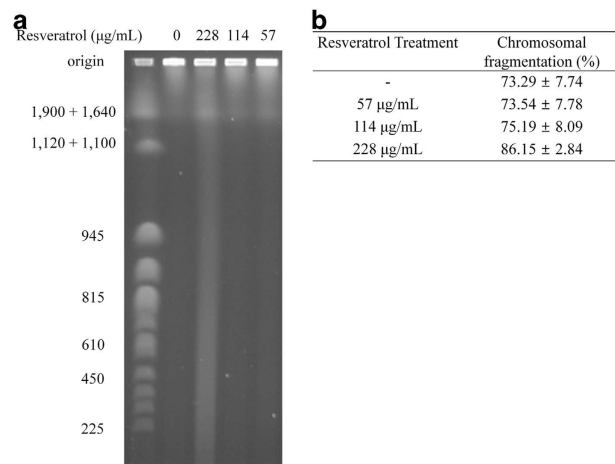 a
Resveratrol (μg/mL) 0 228 114 57
origin
1,900 + 1,640
1,120 + 1,100
945
815
610
450
225
b
Resveratrol Treatment Chromosomal fragmentation (%)
- 73.29 ± 7.74
57 μg/mL 73.54 ± 7.78
114 μg/mL 75.19 ± 8.09
228 μg/mL 86.15 ± 2.84